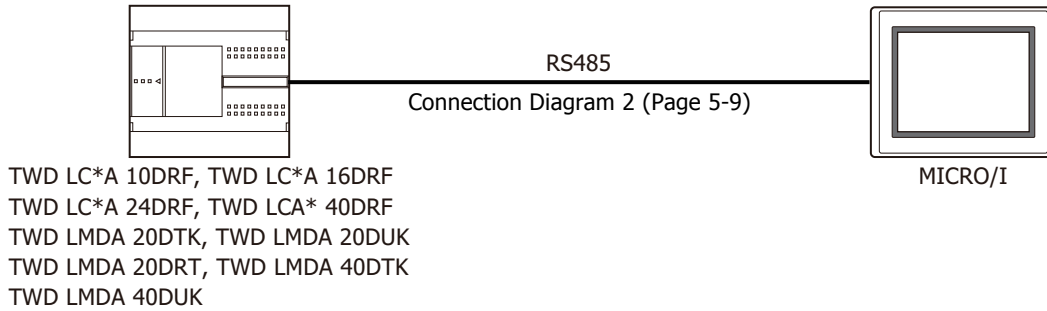 RS485
Connection Diagram 2 (Page 5-9)
TWD LC*A 10DRF, TWD LC*A 16DRF
TWD LC*A 24DRF, TWD LCA* 40DRF
TWD LMDA 20DTK, TWD LMDA 20DUK
TWD LMDA 20DRT, TWD LMDA 40DTK
TWD LMDA 40DUK
MICRO/I